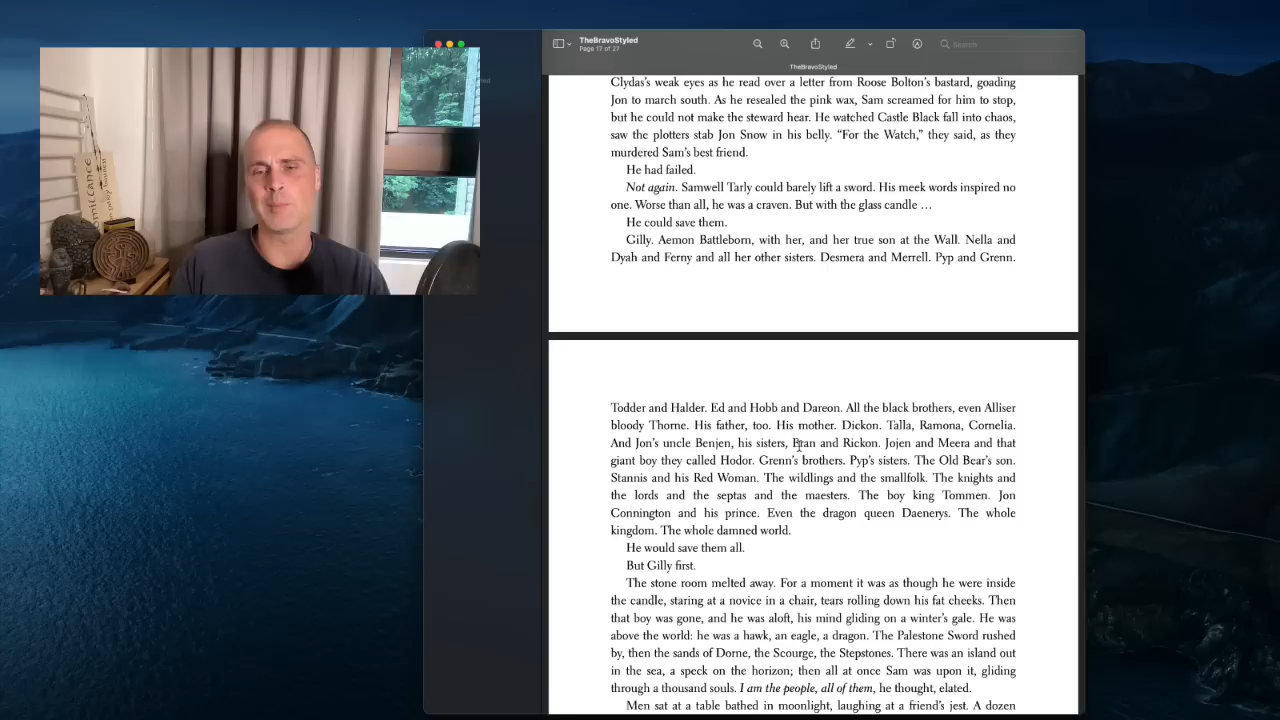 TheBravoStyled
Page 17 of 27
Search
TheBravoStyled
Clydas's weak eyes as he read over a letter from Roose Bolton's bastard, goading
Jon to march south. As he resealed the pink wax, Sam screamed for him to stop,
but he could not make the steward hear. He watched Castle Black fall into chaos,
saw the plotters stab Jon Snow in his belly. “For the Watch,” they said, as they
murdered Sam's best friend.
He had failed.
Not again. Samwell Tarly could barely lift a sword. His meek words inspired no
one. Worse than all, he was a craven. But with the glass candle …
He could save them.
Gilly. Aemon Battleborn, with her, and her true son at the Wall. Nella and
Dyah and Ferny and all her other sisters. Desmera and Merrell. Pyp and Grenn.
Todder and Halder. Ed and Hobb and Dareon. All the black brothers, even Alliser
bloody Thorne. His father, too. His mother. Dickon. Talla, Ramona, Cornelia.
And Jon's uncle Benjen, his sisters, Bran and Rickon. Jojen and Meera and that
giant boy they called Hodor. Grenn's brothers. Pyp's sisters. The Old Bear's son.
Stannis and his Red Woman. The wildlings and the smallfolk. The knights and
the lords and the septas and the maesters. The boy king Tommen. Jon
Connington and his prince. Even the dragon queen Daenerys. The whole
kingdom. The whole damned world.
He would save them all.
But Gilly first.
The stone room melted away. For a moment it was as though he were inside
the candle, staring at a novice in a chair, tears rolling down his fat cheeks. Then
that boy was gone, and he was aloft, his mind gliding on a winter's gale. He was
above the world: he was a hawk, an eagle, a dragon. The Palestone Sword rushed
by, then the sands of Dorne, the Scourge, the Stepstones. There was an island out
in the sea, a speck on the horizon; then all at once Sam was upon it, gliding
through a thousand souls. I am the people, all of them, he thought, elated.
Men sat at a table bathed in moonlight, laughing at a friend's jest. A dozen